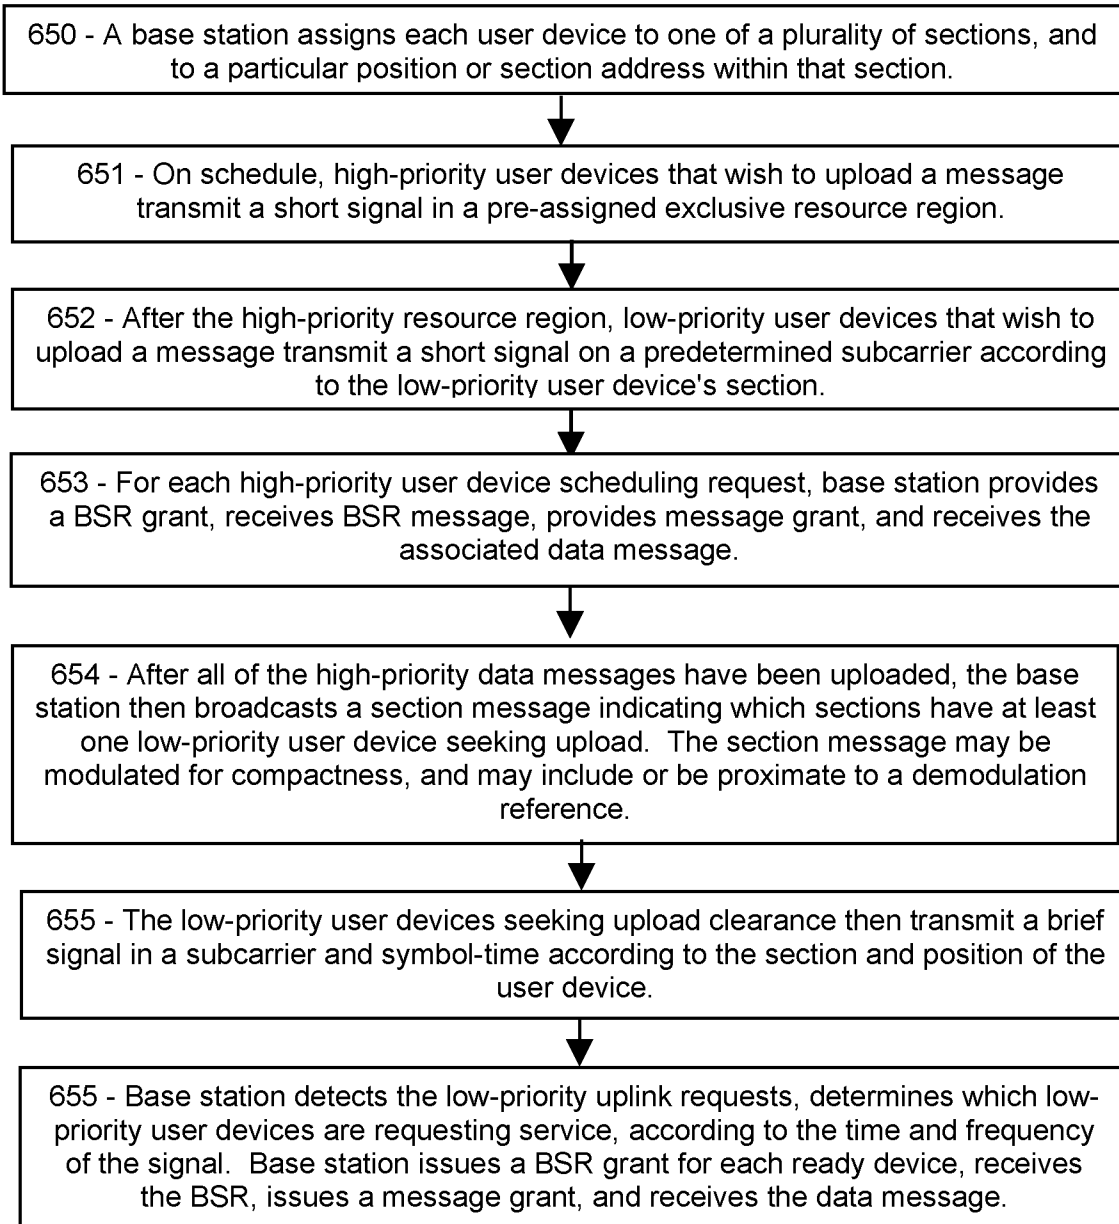 650 - A base station assigns each user device to one of a plurality of sections, and
to a particular position or section address within that section.
651 - On schedule, high-priority user devices that wish to upload a message
transmit a short signal in a pre-assigned exclusive resource region.
652 - After the high-priority resource region, low-priority user devices that wish to
upload a message transmit a short signal on a predetermined subcarrier according
to the low-priority user device's section.
653 - For each high-priority user device scheduling request, base station provides
a BSR grant, receives BSR message, provides message grant, and receives the
associated data message.
654 - After all of the high-priority data messages have been uploaded, the base
station then broadcasts a section message indicating which sections have at least
one low-priority user device seeking upload.  The section message may be
modulated for compactness, and may include or be proximate to a demodulation
reference.
655 - The low-priority user devices seeking upload clearance then transmit a brief
signal in a subcarrier and symbol-time according to the section and position of the
user device.
655 - Base station detects the low-priority uplink requests, determines which low-
priority user devices are requesting service, according to the time and frequency
of the signal.  Base station issues a BSR grant for each ready device, receives
the BSR, issues a message grant, and receives the data message.